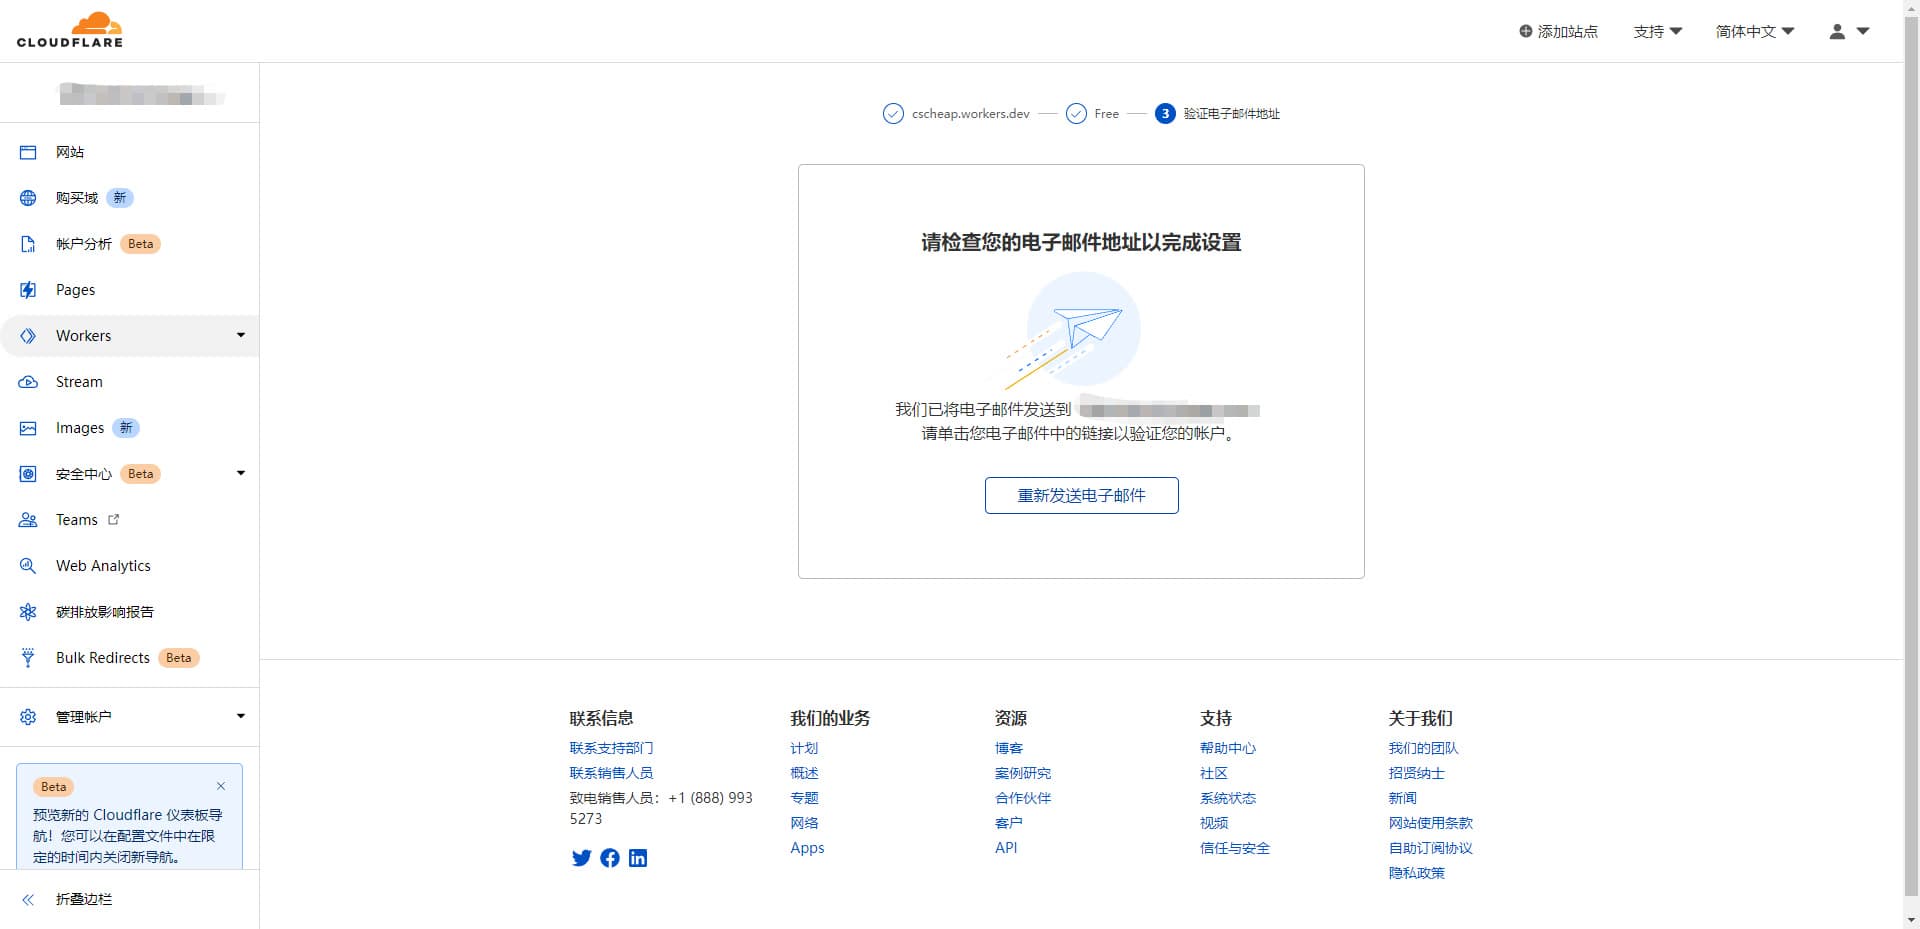 CLOUDFLARE
添加站点
支持
简体中文
网站
购买域 新
帐户分析 Beta
Pages
Workers
Stream
Images 新
安全中心 Beta
Teams
Web Analytics
碳排放影响报告
Bulk Redirects Beta
管理帐户
Beta
预览新的 Cloudflare 仪表板导
航！您可以在配置文件中在限
定的时间内关闭新导航。
折叠边栏
cscheap.workers.dev
Free
3 验证电子邮件地址
请检查您的电子邮件地址以完成设置
我们已将电子邮件发送到
请单击您电子邮件中的链接以验证您的帐户。
重新发送电子邮件
联系信息
联系支持部门
联系销售人员
致电销售人员：+1 (888) 993
5273
我们的业务
计划
概述
专题
网络
Apps
资源
博客
案例研究
合作伙伴
客户
API
支持
帮助中心
社区
系统状态
视频
信任与安全
关于我们
我们的团队
招贤纳士
新闻
网站使用条款
自助订阅协议
隐私政策